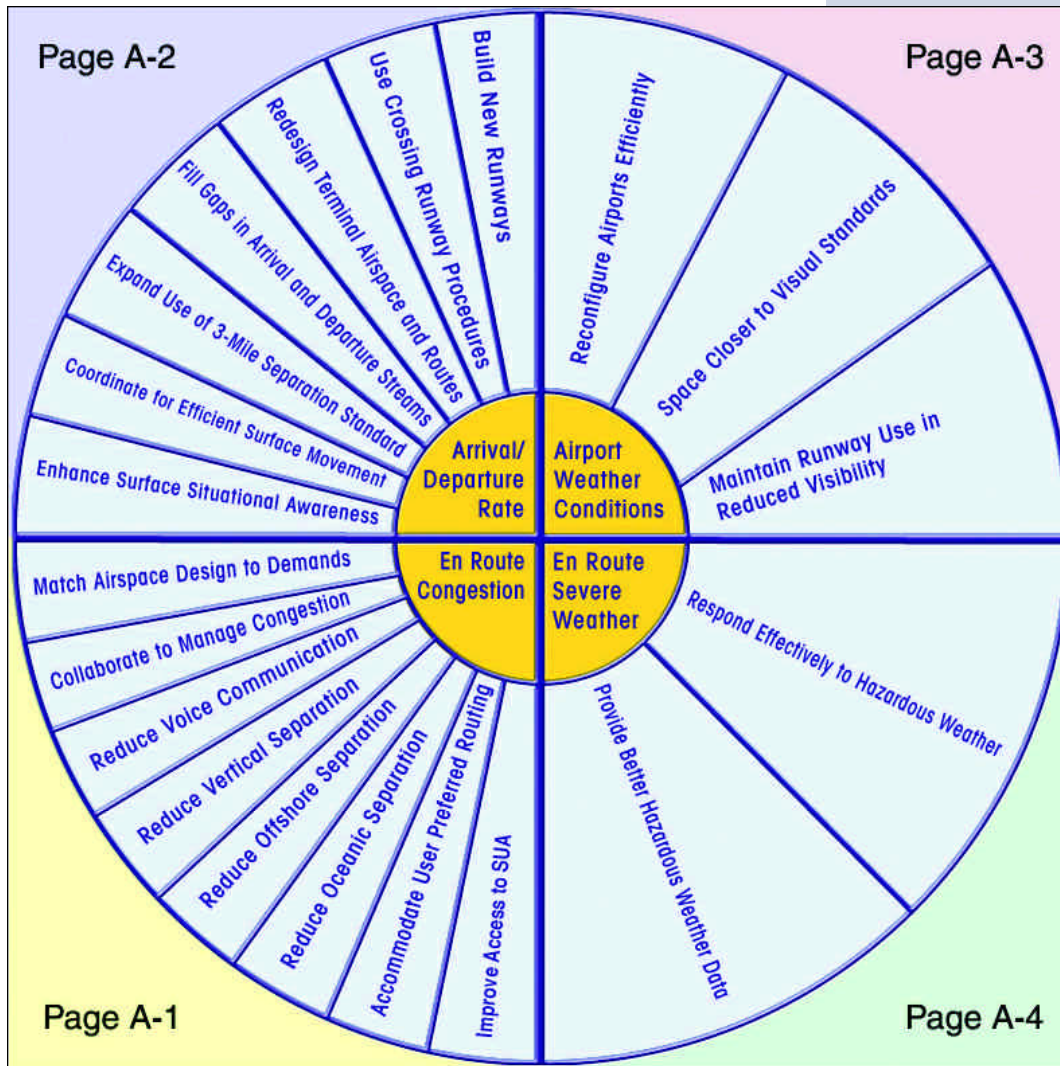 Page A-2
Page A-3
Build New Runways
Use Crossing Runway Procedures
Redesign Terminal Airspace and Routes
Fill Gaps in Arrival and Departure Streams
Expand Use of 3-Mile Separation Standard
Coordinate for Efficient Surface Movement
Enhance Surface Situational Awareness
Reconfigure Airports Efficiently
Space Closer to Visual Standards
Maintain Runway Use in
Reduced Visibility
Arrival/
Departure
Rate
Airport
Weather
Conditions
En Route
Congestion
En Route
Severe
Weather
Match Airspace Design to Demands
Collaborate to Manage Congestion
Reduce Voice Communication
Reduce Vertical Separation
Reduce Offshore Separation
Reduce Oceanic Separation
Accommodate User Preferred Routing
Improve Access to SUA
Respond Effectively to Hazardous Weather
Provide Better Hazardous Weather Data
Page A-1
Page A-4